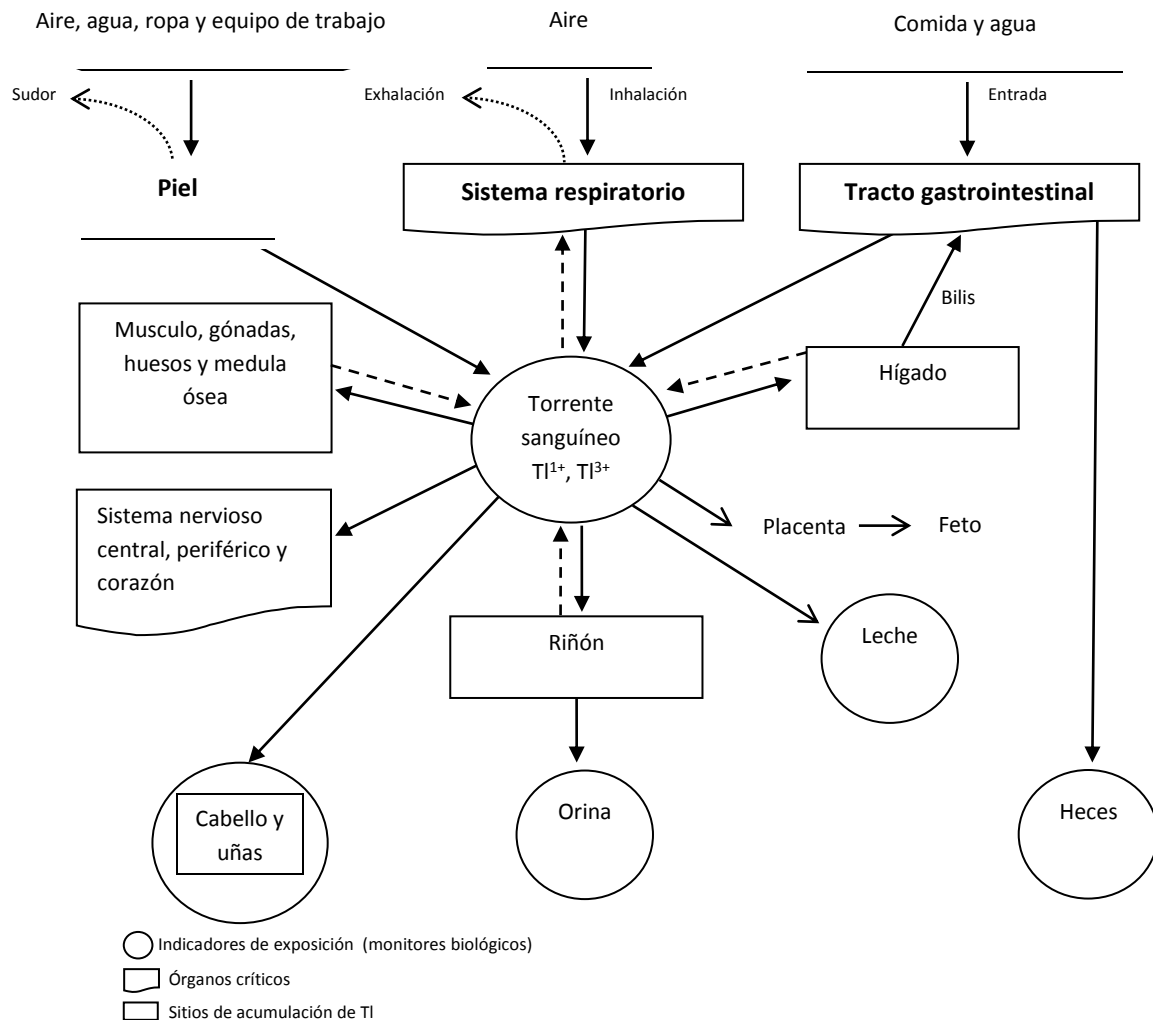 Aire, agua, ropa y equipo de trabajo
Aire
Comida y agua
Sudor
Exhalación
Inhalación
Entrada
Piel
Sistema respiratorio
Tracto gastrointestinal
Bilis
Musculo, gónadas,
huesos y medula
ósea
Torrente
sanguíneo
Tl1+, Tl3+
Hígado
Sistema nervioso
central, periférico y
corazón
Placenta
Feto
Riñón
Leche
Cabello y
uñas
Orina
Heces
Indicadores de exposición (monitores biológicos)
Órganos críticos
Sitios de acumulación de Tl